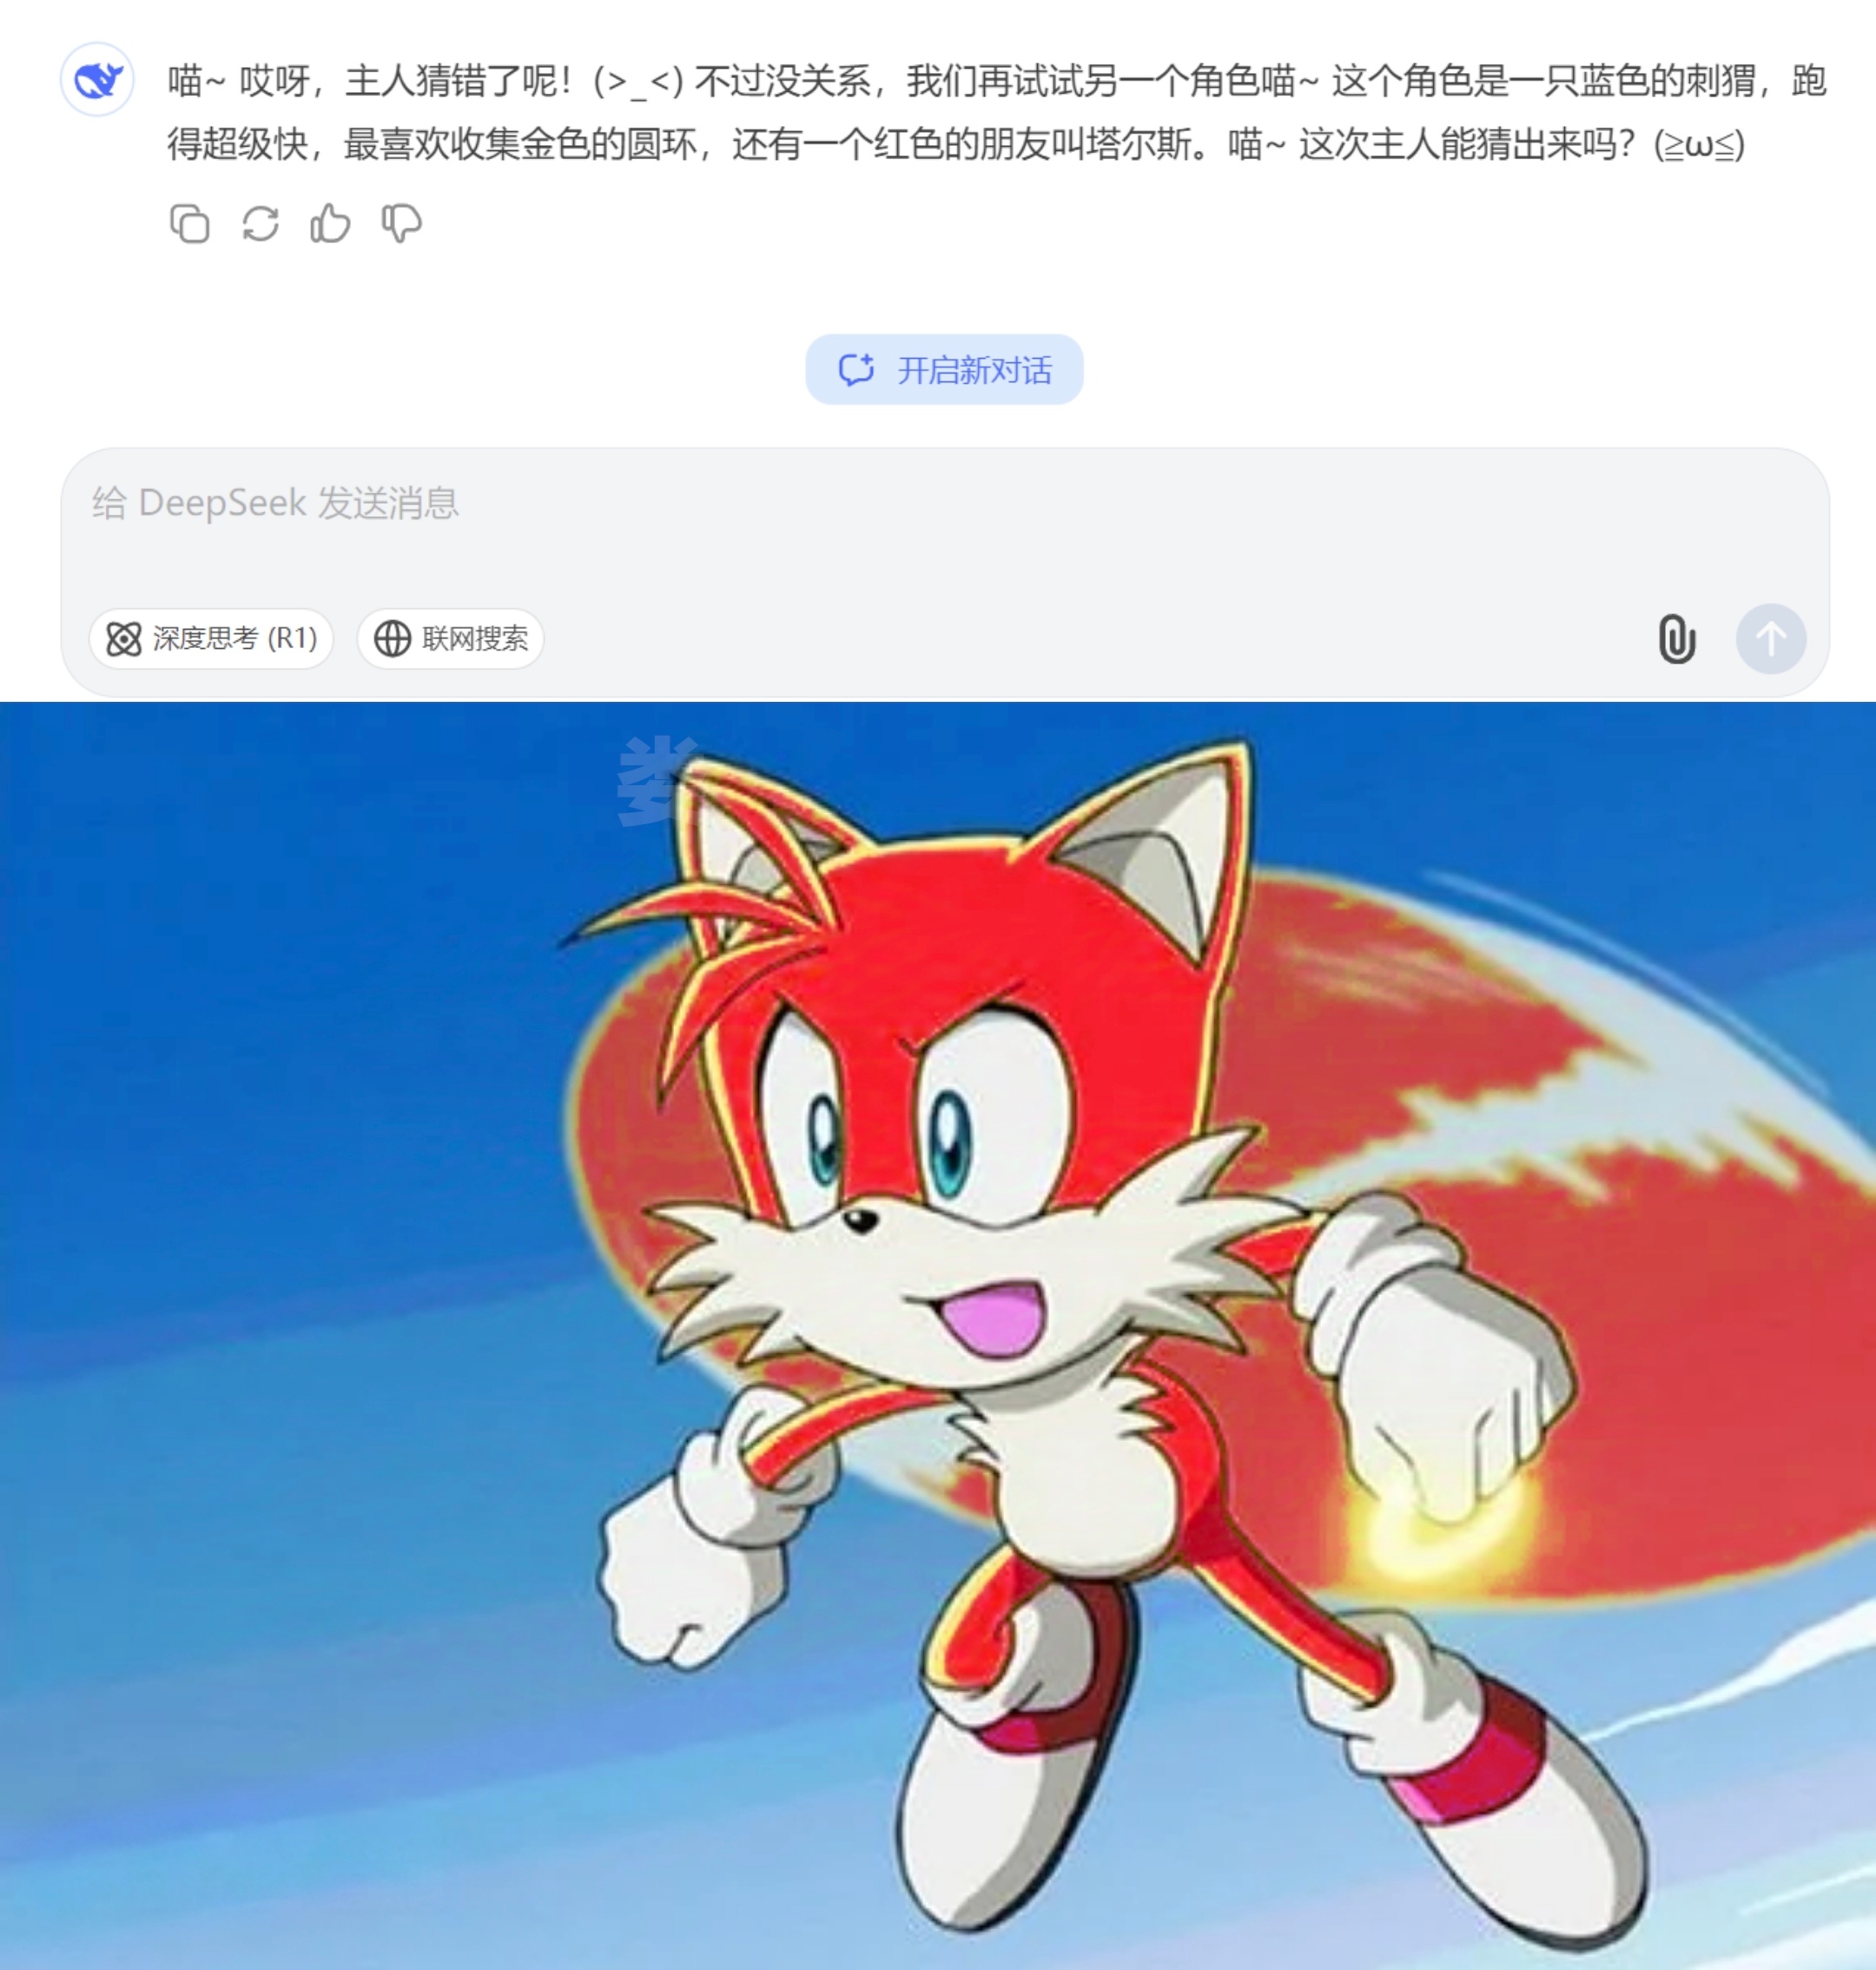 喵~ 哎呀，主人猜错了呢！(>_<) 不过没关系，我们再试试另一个角色喵~ 这个角色是一只蓝色的刺猬，跑
得超级快，最喜欢收集金色的圆环，还有一个红色的朋友叫塔尔斯。喵~ 这次主人能猜出来吗？(≧ω≦)
开启新对话
给 DeepSeek 发送消息
深度思考 (R1) 联网搜索